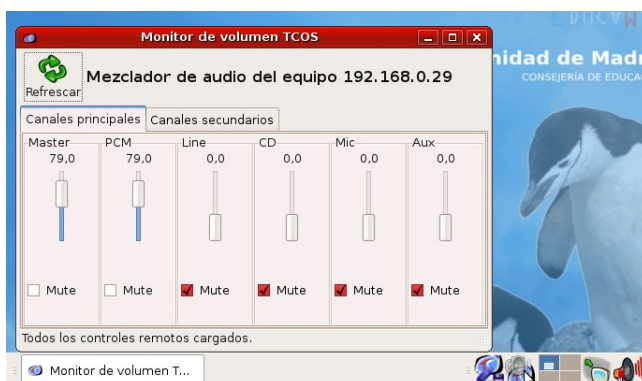 EDUCAM
Monitor de volumen TCOS
Refrescar
Mezclador de audio del equipo 192.168.0.29
nidad de Madr
CONSEJERÍA DE EDUCA
Canales principales Canales secundarios
Master PCM Line CD Mic Aux
79,0 79,0 0,0 0,0 0,0 0,0
Mute Mute Mute Mute Mute Mute
Todos los controles remotos cargados.
Monitor de volumen T...